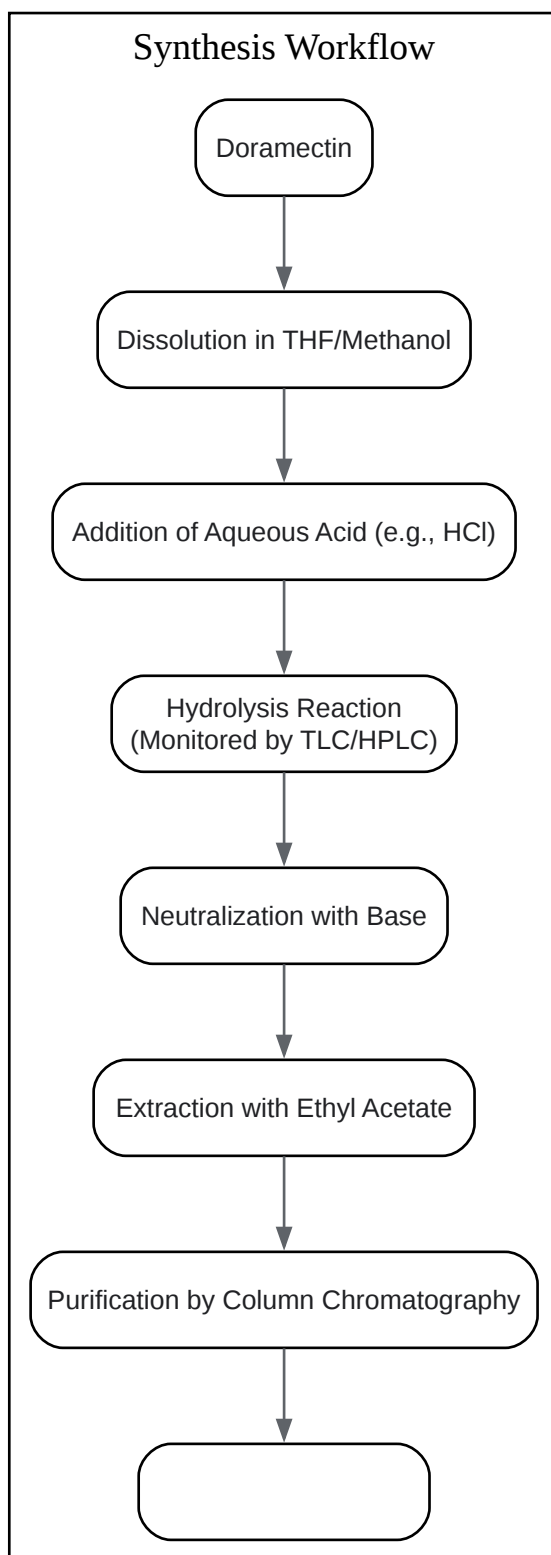 Synthesis Workflow
Doramectin
Dissolution in THF/Methanol
Addition of Aqueous Acid (e.g., HCl)
Hydrolysis Reaction
(Monitored by TLC/HPLC)
Neutralization with Base
Extraction with Ethyl Acetate
Purification by Column Chromatography